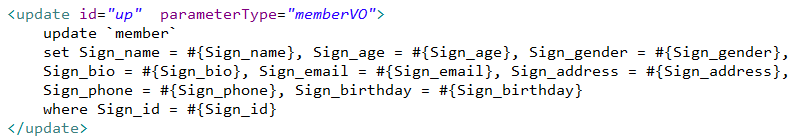 <update id="up"  parameterType="memberVO">
    update `member`
    set Sign_name = #{Sign_name}, Sign_age = #{Sign_age}, Sign_gender = #{Sign_gender},
    Sign_bio = #{Sign_bio}, Sign_email = #{Sign_email}, Sign_address = #{Sign_address},
    Sign_phone = #{Sign_phone}, Sign_birthday = #{Sign_birthday}
    where Sign_id = #{Sign_id}
</update>